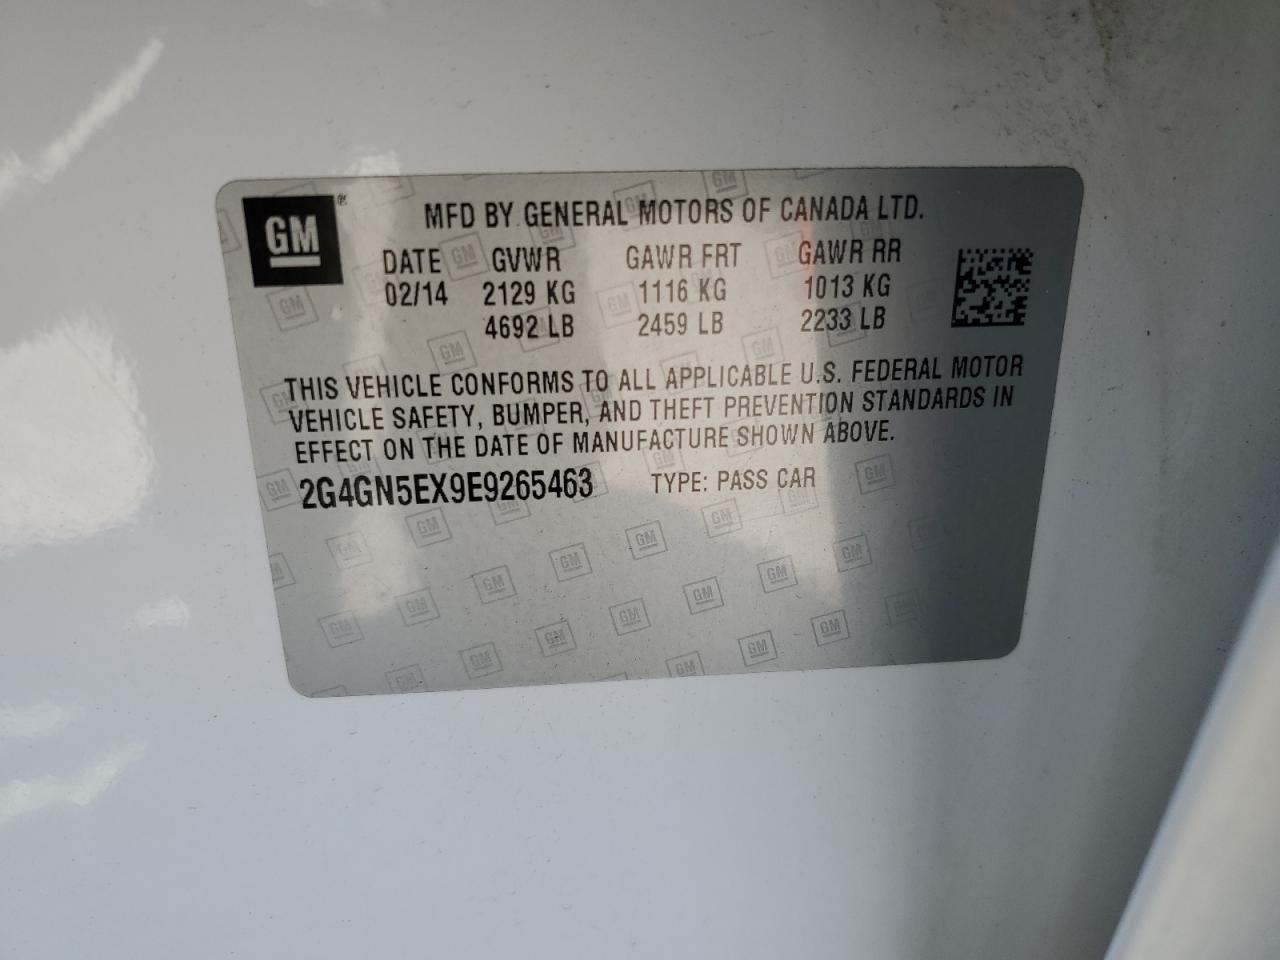 GM®
MFD BY GENERAL MOTORS OF CANADA LTD.
DATE GVWR GAWR FRT GAWR RR
02/14 2129 KG 1116 KG 1013 KG
4692 LB 2459 LB 2233 LB
THIS VEHICLE CONFORMS TO ALL APPLICABLE U.S. FEDERAL MOTOR
VEHICLE SAFETY, BUMPER, AND THEFT PREVENTION STANDARDS IN
EFFECT ON THE DATE OF MANUFACTURE SHOWN ABOVE.
2G4GN5EX9E9265463 TYPE: PASS CAR